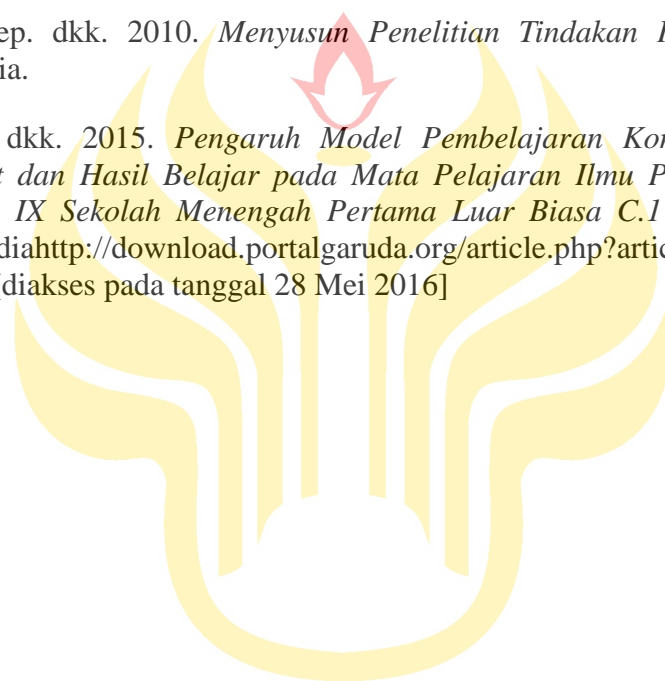 ep. dkk. 2010. Menyusun Penelitian Tindakan
ia.
dkk. 2015. Pengaruh Model Pembelajaran Kor
t dan Hasil Belajar pada Mata Pelajaran Ilmu P
IX Sekolah Menengah Pertama Luar Biasa C.1
diahttp://download.portalgaruda.org/article.php?artic
[diakses pada tanggal 28 Mei 2016]